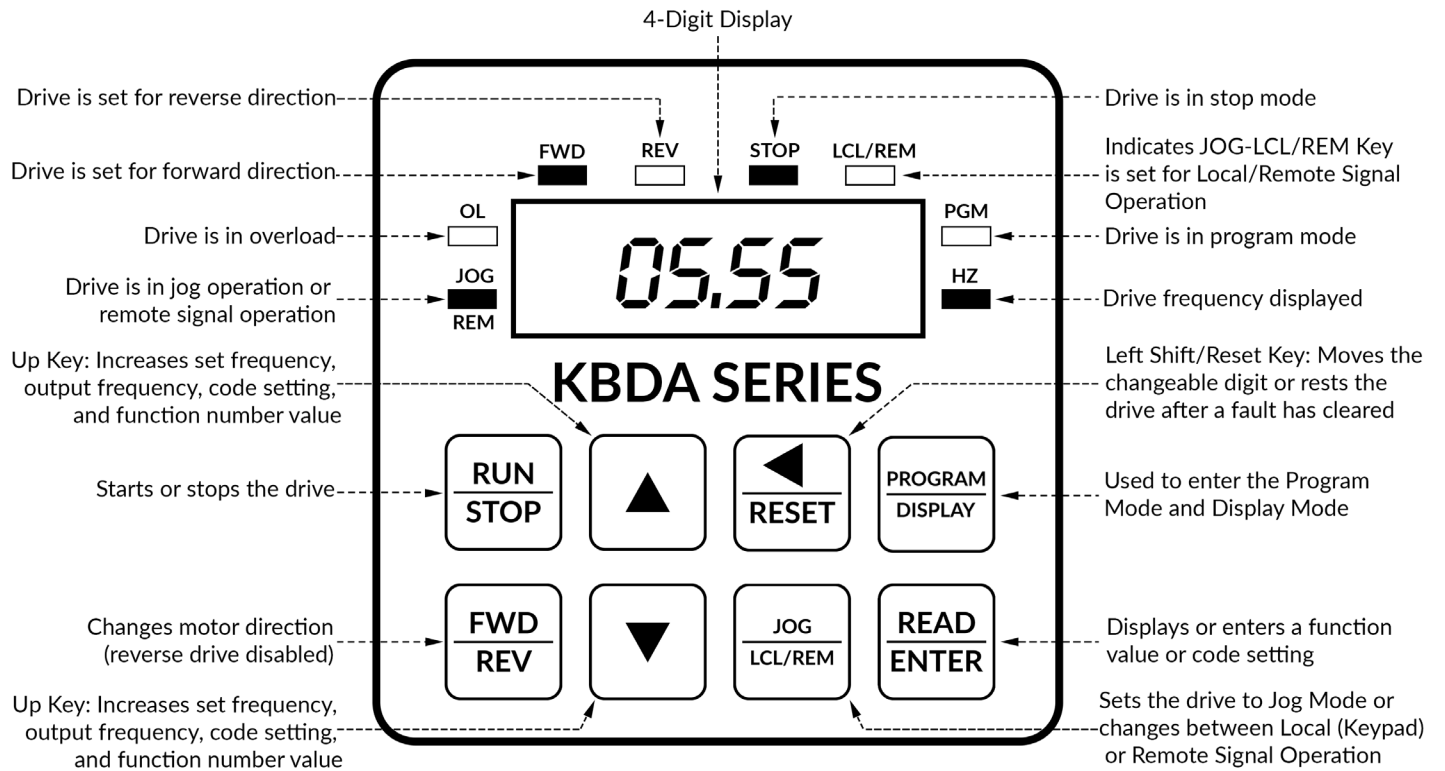 4-Digit Display
Drive is set for reverse direction
Drive is in stop mode
FWD
REV
STOP
LCL/REM
Indicates JOG-LCL/REM Key
is set for Local/Remote Signal
Operation
Drive is set for forward direction
OL
PGM
Drive is in overload
Drive is in program mode
05.55
JOG
REM
HZ
Drive is in jog operation or
remote signal operation
Drive frequency displayed
Up Key: Increases set frequency,
output frequency, code setting,
and function number value
KBDA SERIES
Left Shift/Reset Key: Moves the
changeable digit or rests the
drive after a fault has cleared
Starts or stops the drive
RUN
STOP
RESET
PROGRAM
DISPLAY
Used to enter the Program
Mode and Display Mode
Changes motor direction
(reverse drive disabled)
FWD
REV
JOG
LCL/REM
READ
ENTER
Displays or enters a function
value or code setting
Up Key: Increases set frequency,
output frequency, code setting,
and function number value
Sets the drive to Jog Mode or
changes between Local (Keypad)
or Remote Signal Operation